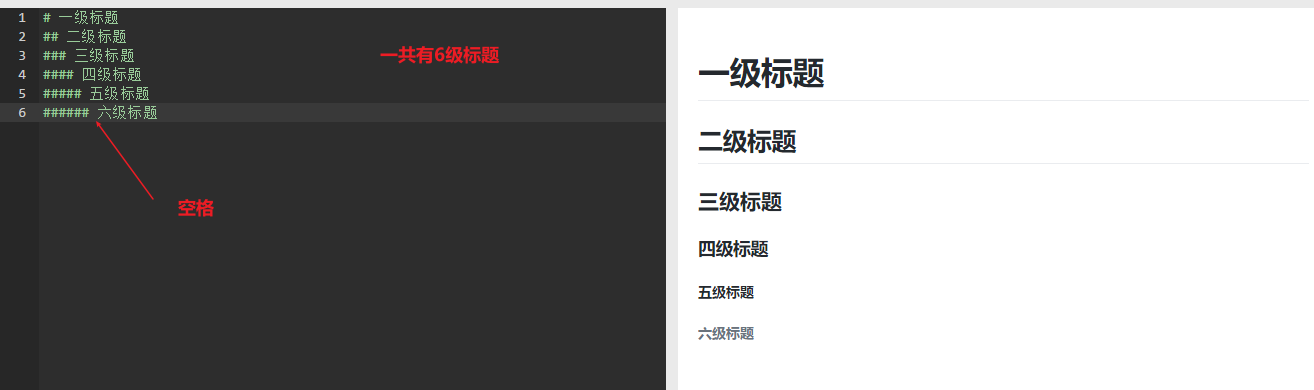 1 # 一级标题
2 ## 二级标题
3 ### 三级标题
4 #### 四级标题
5 ##### 五级标题
6 ###### 六级标题
一共有6级标题
空格
一级标题
二级标题
三级标题
四级标题
五级标题
六级标题